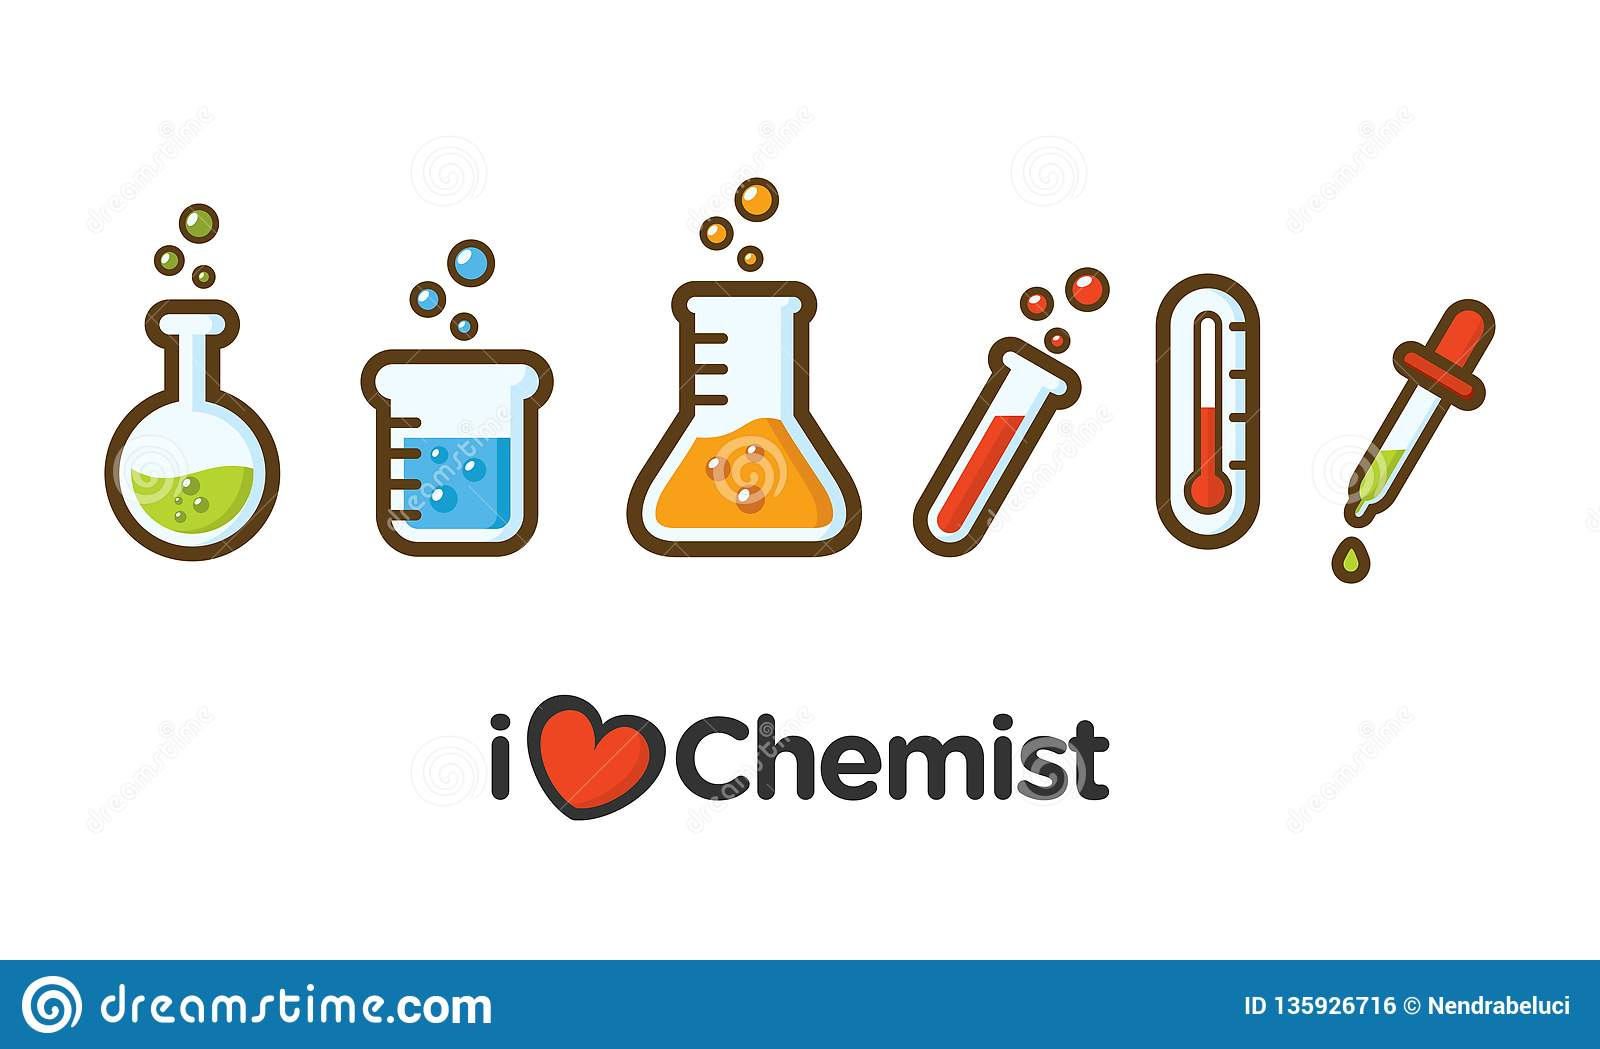 i Chemist
dreamstime.com
ID 135926716 © Nendrabeluci